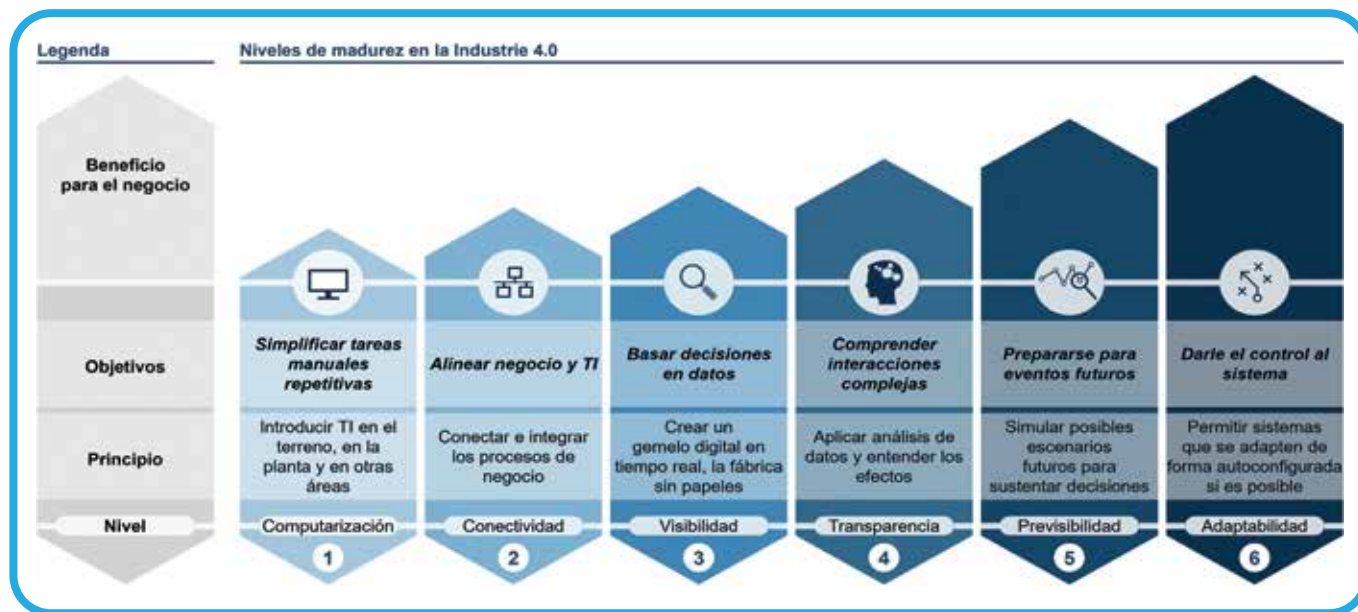 Legenda
Niveles de madurez en la Industrie 4.0
Beneficio
para el negocio
Objetivos
Simplificar tareas
manuales
repetitivas
Alinear negocio y TI
Basar decisiones
en datos
Comprender
interacciones
complejas
Prepararse para
eventos futuros
Darle el control al
sistema
Principio
Introducir TI en el
terreno, en la
planta y en otras
áreas
Conectar e integrar
los procesos de
negocio
Crear un
gemelo digital en
tiempo real, la fábrica
sin papeles
Aplicar análisis de
datos y entender los
efectos
Simular posibles
escenarios
futuros para
sustentar decisiones
Permitir sistemas
que se adapten de
forma autoconfigurada
si es posible
Nivel
Computarización
Conectividad
Visibilidad
Transparencia
Previsibilidad
Adaptabilidad
1
2
3
4
5
6